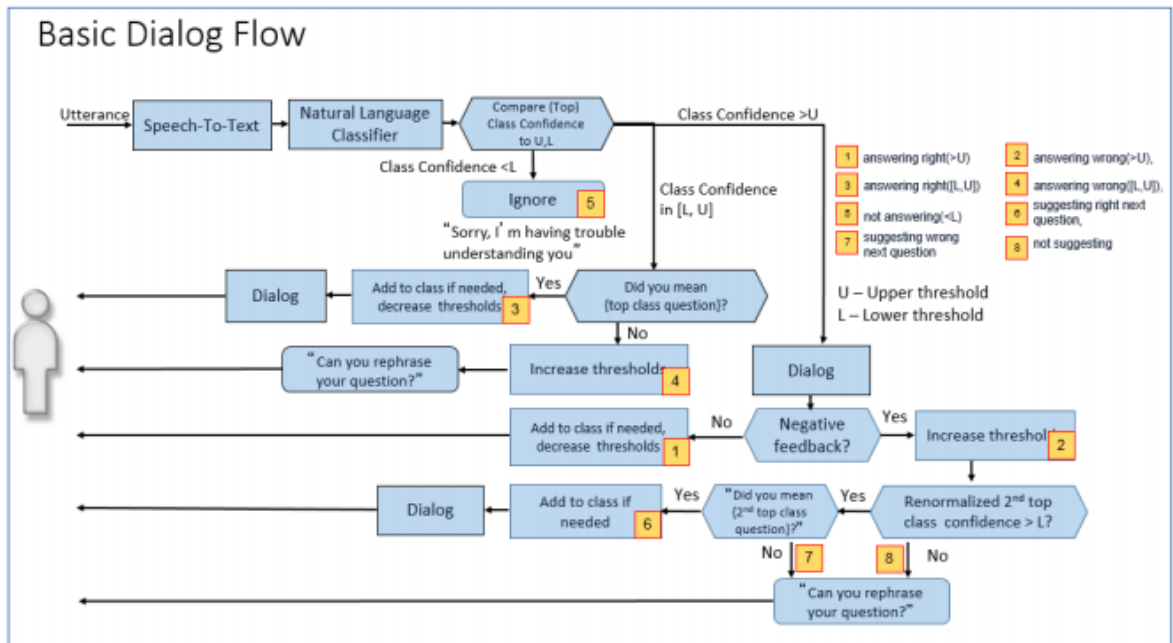 Basic Dialog Flow
Utterance
Speech-To-Text
Natural Language
Classifier
Compare (Top)
Class Confidence
to U,L
Class Confidence >U
Class Confidence <L
Class Confidence
in [L, U]
Ignore
5
"Sorry, I'm having trouble
understanding you"
1 answering right(>U)
2 answering wrong(>U),
3 answering right([L,U])
4 answering wrong([L,U]),
5 not answering(<L)
6 suggesting right next
question,
7 suggesting wrong
next question
8 not suggesting
U – Upper threshold
L – Lower threshold
Dialog
Add to class if needed,
decrease thresholds
3
Yes
Did you mean
{top class question}?
No
"Can you rephrase
your question?"
Increase thresholds
4
Dialog
Add to class if needed,
decrease thresholds
1
No
Negative
feedback?
Yes
Increase threshold
2
Dialog
Add to class if
needed
6
Yes
"Did you mean
{2nd top class
question}?"
Yes
Renormalized 2nd top
class confidence > L?
No
7
8
No
"Can you rephrase
your question?"